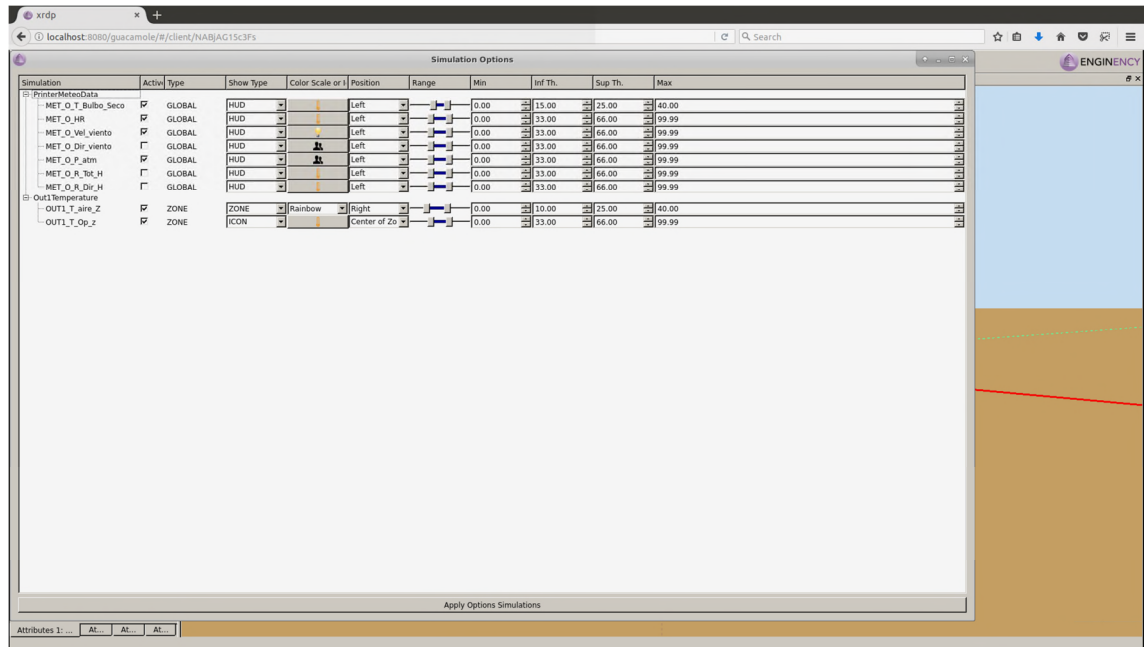 xrdp
localhost:8080/guacamole/#/client/NABjAG1Sc3Fs
Search
Simulation Options
ENGINENCY
Simulation Active Type Show Type Color Scale or I Position Range Min Inf Th. Sup Th. Max
PrinterMeteoData
MET_O_T_Bulbo_Seco GLOBAL HUD Left 0.00 15.00 25.00 40.00
MET_O_HR GLOBAL HUD Left 0.00 33.00 66.00 99.99
MET_O_Vel_viento GLOBAL HUD Left 0.00 33.00 66.00 99.99
MET_O_Dir_viento GLOBAL HUD Left 0.00 33.00 66.00 99.99
MET_O_P_atm GLOBAL HUD Left 0.00 33.00 66.00 99.99
MET_O_R_Tot_H GLOBAL HUD Left 0.00 33.00 66.00 99.99
MET_O_R_Dir_H GLOBAL HUD Left 0.00 33.00 66.00 99.99
Out1Temperature
OUT1_T_aire_Z ZONE ZONE Rainbow Right 0.00 10.00 25.00 40.00
OUT1_T_Op_z ZONE ICON Center of Zo 0.00 33.00 66.00 99.99
Apply Options Simulations
Attributes 1: ... At... At... At...